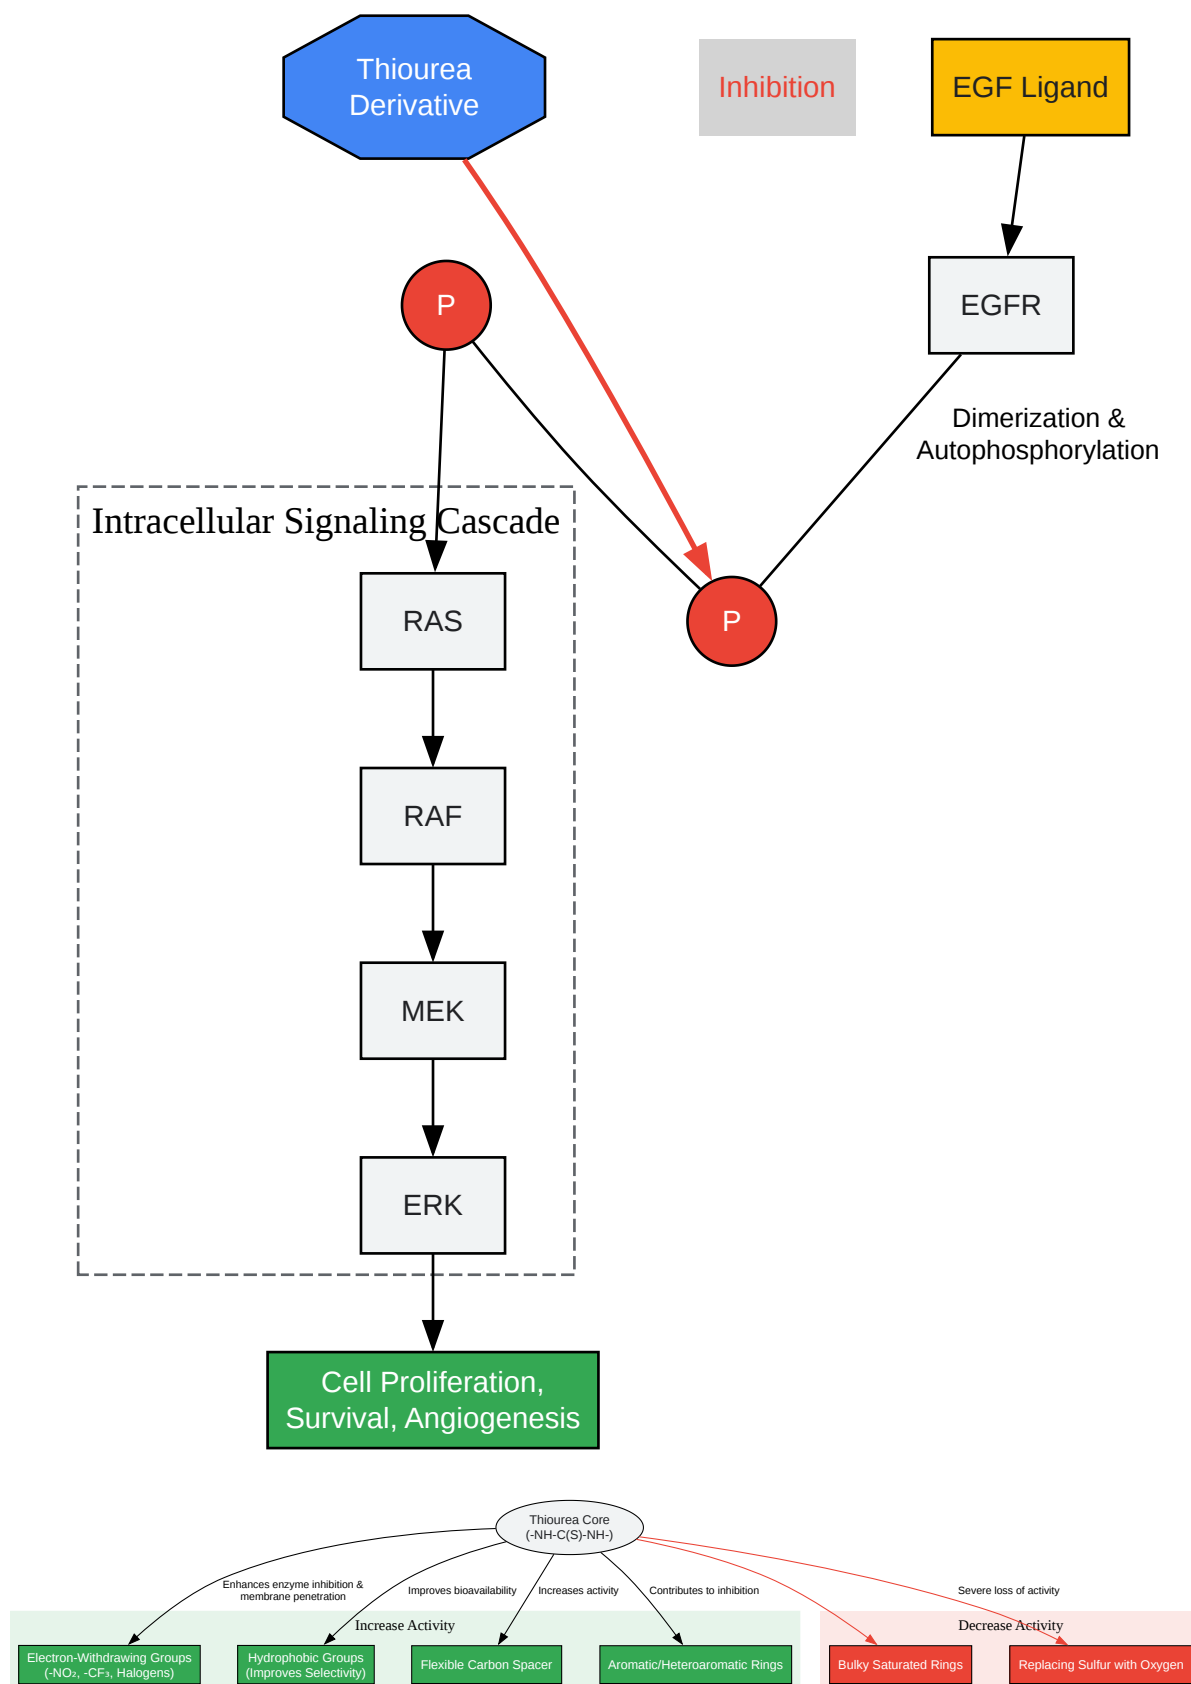 Thiourea
Derivative
Inhibition
EGF Ligand
P
EGFR
Dimerization &
Autophosphorylation
Intracellular Signaling Cascade
RAS
P
RAF
MEK
ERK
Cell Proliferation,
Survival, Angiogenesis
Thiourea Core
(-NH-C(S)-NH-)
Enhances enzyme inhibition &
membrane penetration
Improves bioavailability
Increases activity
Contributes to inhibition
Severe loss of activity
Increase Activity
Decrease Activity
Electron-Withdrawing Groups
(-NO₂, -CF₃, Halogens)
Hydrophobic Groups
(Improves Selectivity)
Flexible Carbon Spacer
Aromatic/Heteroaromatic Rings
Bulky Saturated Rings
Replacing Sulfur with Oxygen